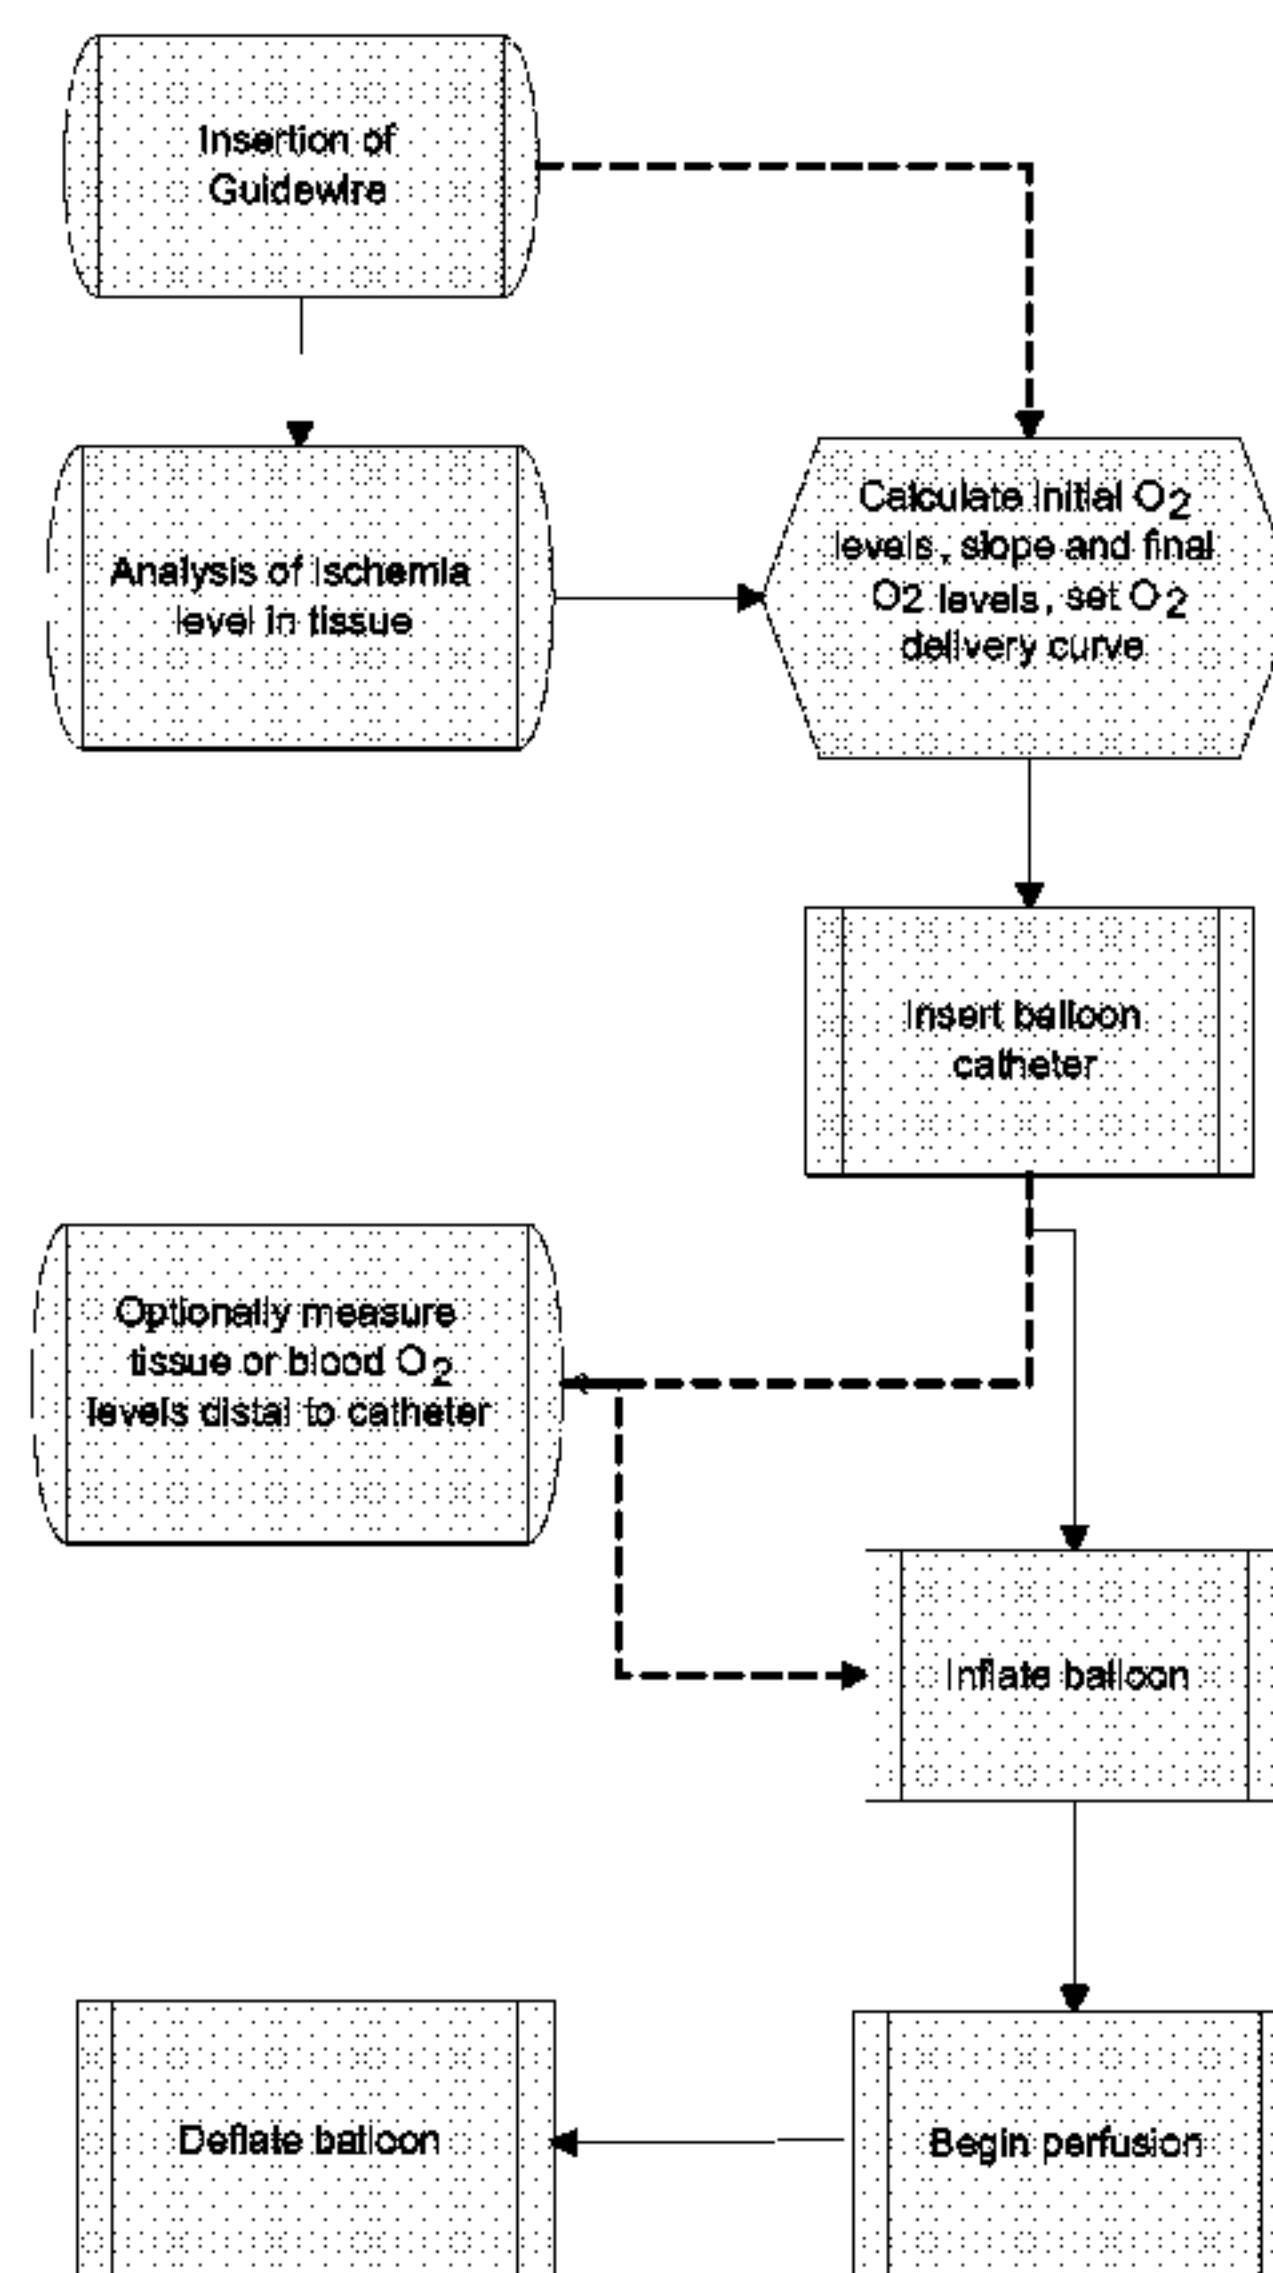 Insertion of
Guidewire
Analysis of Ischemia
level in tissue
Calculate Initial O2
levels, slope and final
O2 levels, set O2
delivery curve
Insert balloon
catheter
Optionally measure
tissue or blood O2
levels distal to catheter
Inflate balloon
Deflate balloon
Begin perfusion